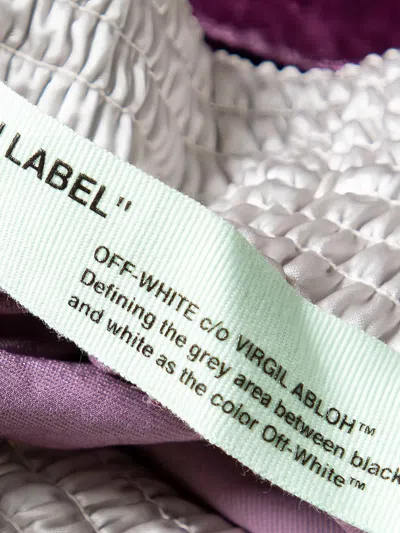 LABEL"
OFF-WHITE c/o VIRGIL ABLOH™
Defining the grey area between black
and white as the color Off-White™